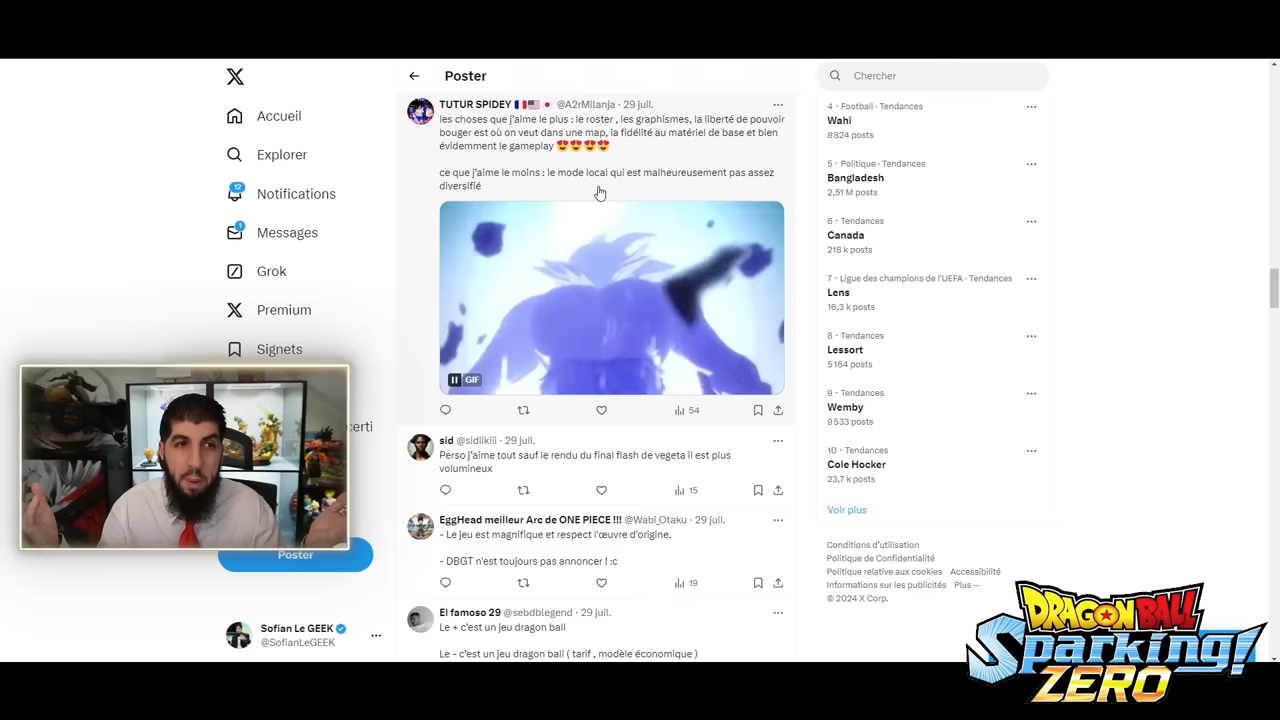 Accueil
Explorer
12
Notifications
1
Messages
Grok
Premium
Signets
certi
Poster
Sofian Le GEEK
@SofianLeGEEK
Poster
TUTUR SPIDEY 🇫🇷🇺🇸🇯🇵 @A2rMilanja · 29 juil.
les choses que j'aime le plus : le roster , les graphismes, la liberté de pouvoir
bouger est où on veut dans une map, la fidélité au matériel de base et bien
évidemment le gameplay 😍😍😍😍
ce que j'aime le moins : le mode local qui est malheureusement pas assez
diversifié
GIF
54
sid @sidiikiii · 29 juil.
Perso j'aime tout sauf le rendu du final flash de vegeta il est plus
volumineux
15
EggHead meilleur Arc de ONE PIECE !!! @Wabi_Otaku · 29 juil.
- Le jeu est magnifique et respect l'œuvre d'origine.
- DBGT n'est toujours pas annoncer ! :c
19
El famoso 29 @sebdblegend · 29 juil.
Le + c'est un jeu dragon ball
Le - c'est un jeu dragon ball ( tarif , modèle économique )
Chercher
4 · Football · Tendances
Wahi
8 824 posts
5 · Politique · Tendances
Bangladesh
2,51 M posts
6 · Tendances
Canada
218 k posts
7 · Ligue des champions de l'UEFA · Tendances
Lens
16,3 k posts
8 · Tendances
Lessort
5 164 posts
9 · Tendances
Wemby
9 533 posts
10 · Tendances
Cole Hocker
23,7 k posts
Voir plus
Conditions d'utilisation
Politique de Confidentialité
Politique relative aux cookies Accessibilité
Informations sur les publicités Plus ···
© 2024 X Corp.
DRAGON BALL
Sparking!
ZERO